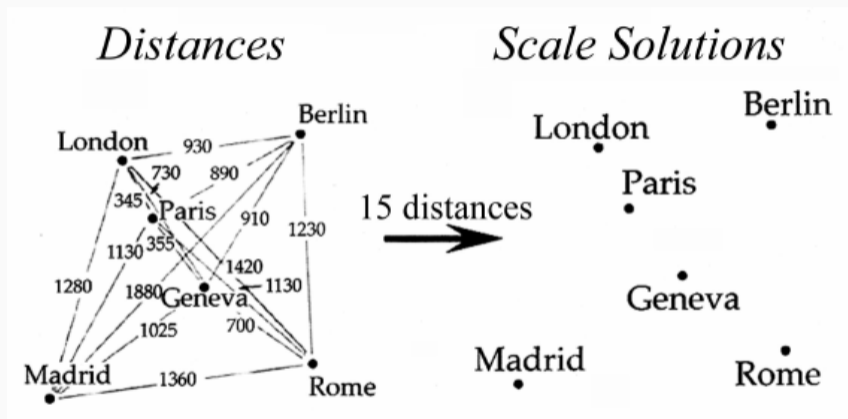 Distances
Scale Solutions
Berlin
London
930
730
890
345
Paris
910
1230
1130
355
1420
1280
1880
Geneva
1130
1025
700
Madrid
1360
Rome
15 distances
Berlin
London
Paris
Geneva
Madrid
Rome